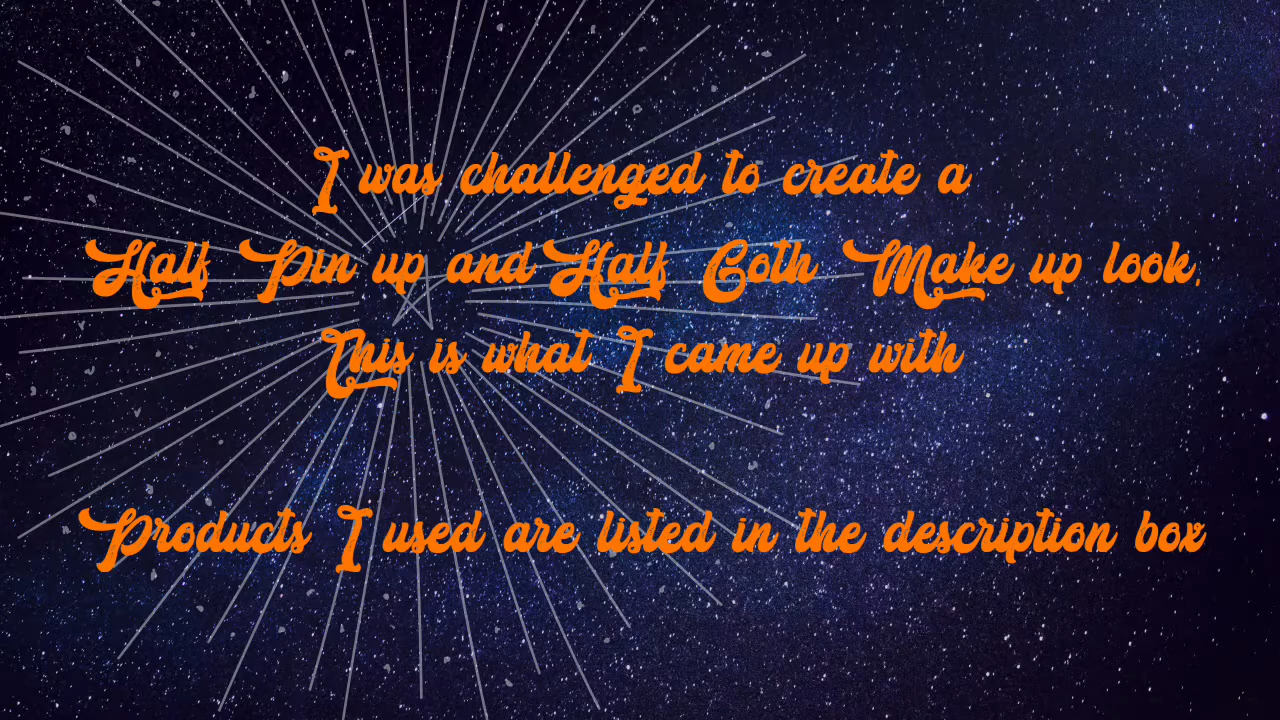 I was challenged to create a
Half Pin up and Half Goth Make up look,
This is what I came up with
Products I used are listed in the description box